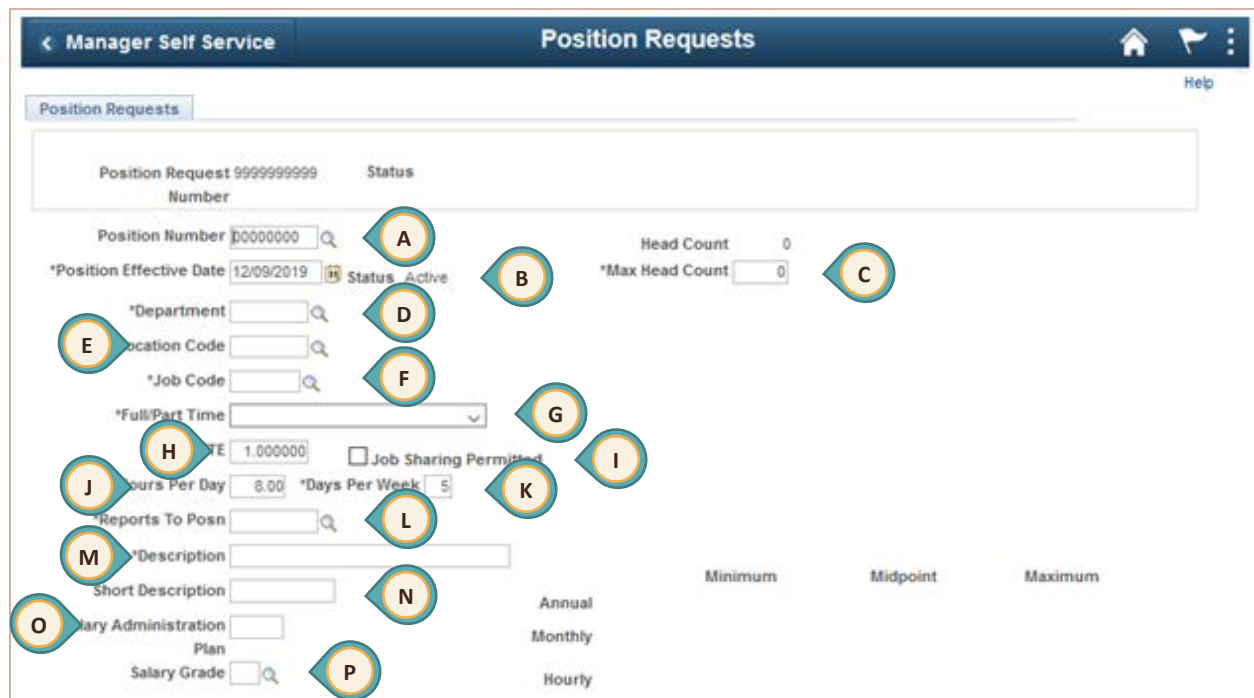 Manager Self Service Position Requests
Help
Position Requests
Position Request 9999999999 Status
Number
Position Number 00000000 A Head Count 0
*Position Effective Date 12/09/2019 31 Status Active B *Max Head Count 0 C
*Department D
E ocation Code
*Job Code F
*Full/Part Time G
H TE 1.000000 Job Sharing Permitted I
J ours Per Day 8.00 *Days Per Week 5 K
*Reports To Posn L
M *Description
Minimum Midpoint Maximum
Short Description N
Annual
O lary Administration
Plan
Monthly
Salary Grade P
Hourly